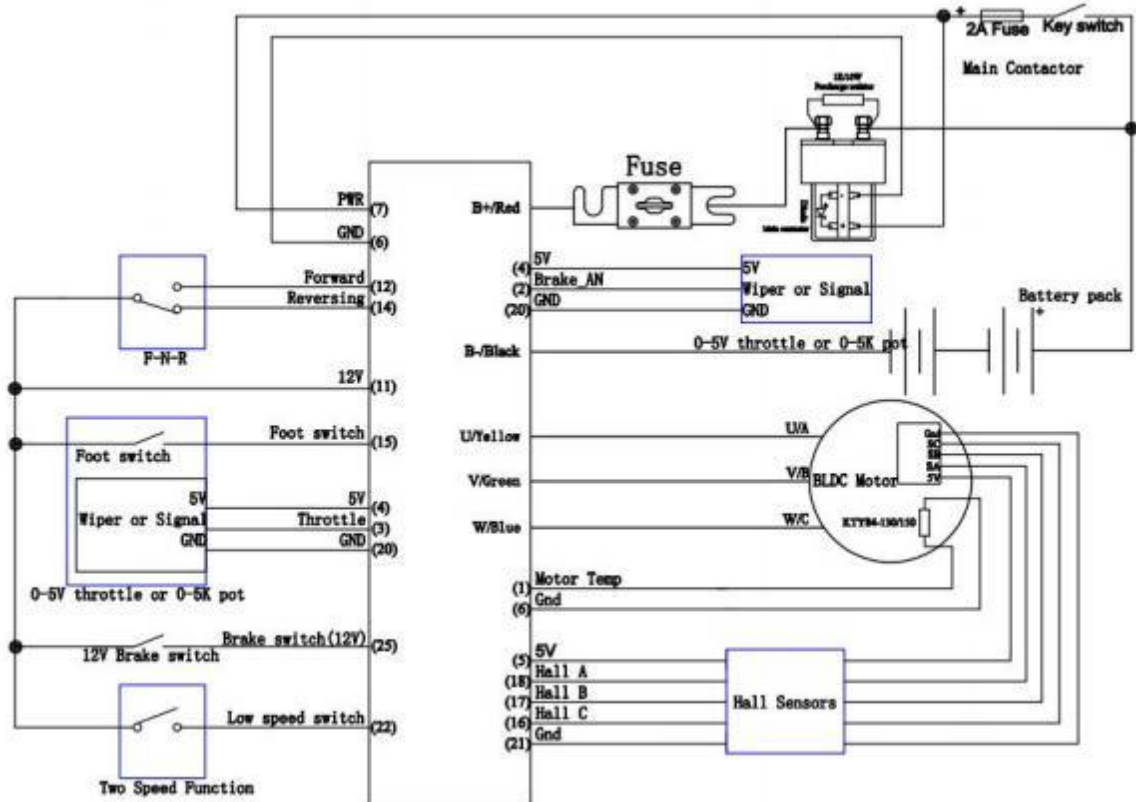 +
2A Fuse
Key switch
Main Contactor
Fuse
PWR
(7)
GND
(6)
B+/Red
Forward
(12)
Reversing
(14)
F-N-R
5V
(4)
Brake_AN
(2)
GND
(20)
5V
Wiper or Signal
GND
0-5V throttle or 0-5K pot
Battery pack
+
B-/Black
12V
(11)
Foot switch
(15)
Foot switch
5V
Wiper or Signal
GND
5V
(4)
Throttle
(3)
GND
(20)
0-5V throttle or 0-5K pot
U/Yellow
U/A
V/Green
V/B
W/Blue
W/C
BLDC Motor
Gnd
5V
KTY84-130/150
Motor Temp
(1)
Gnd
(6)
Brake switch(12V)
(25)
12V Brake switch
Low speed switch
(22)
Two Speed Function
5V
(5)
Hall A
(18)
Hall B
(17)
Hall C
(16)
Gnd
(21)
Hall Sensors